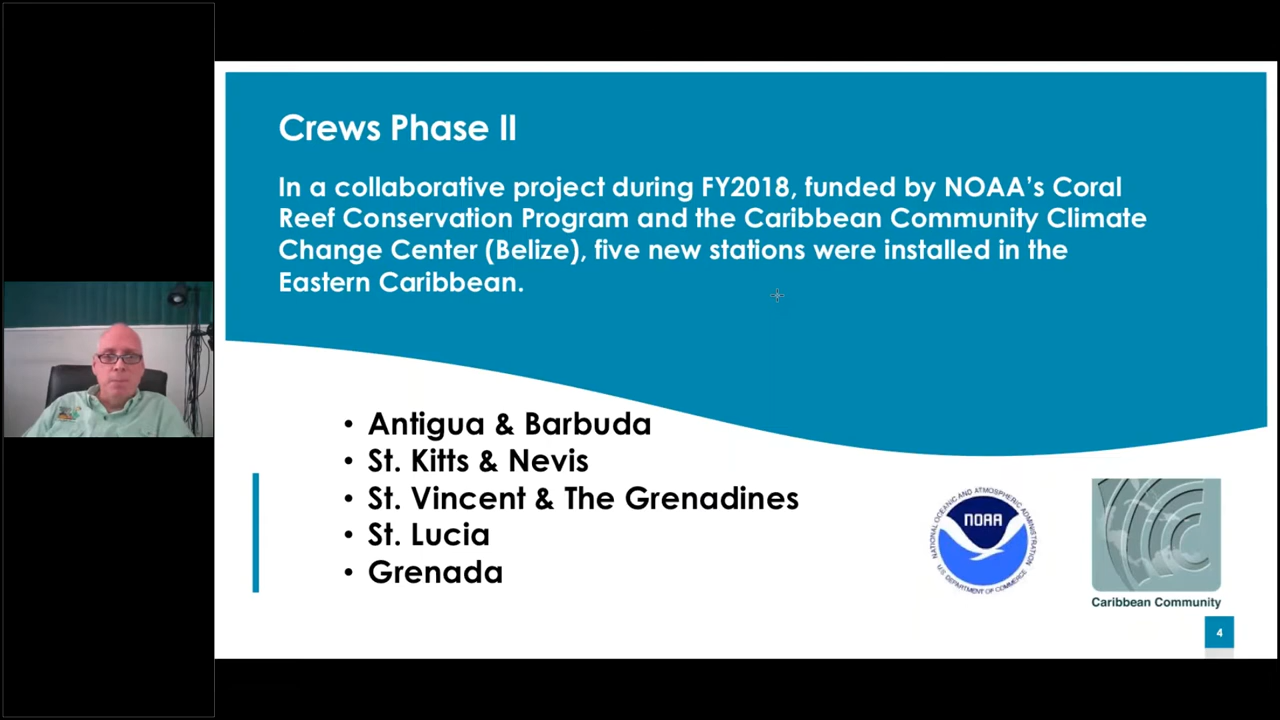 Crews Phase II
In a collaborative project during FY2018, funded by NOAA’s Coral
Reef Conservation Program and the Caribbean Community Climate
Change Center (Belize), five new stations were installed in the
Eastern Caribbean.
• Antigua & Barbuda
• St. Kitts & Nevis
• St. Vincent & The Grenadines
• St. Lucia
• Grenada
NATIONAL OCEANIC AND ATMOSPHERIC ADMINISTRATION
NOAA
U.S. DEPARTMENT OF COMMERCE
Caribbean Community
4